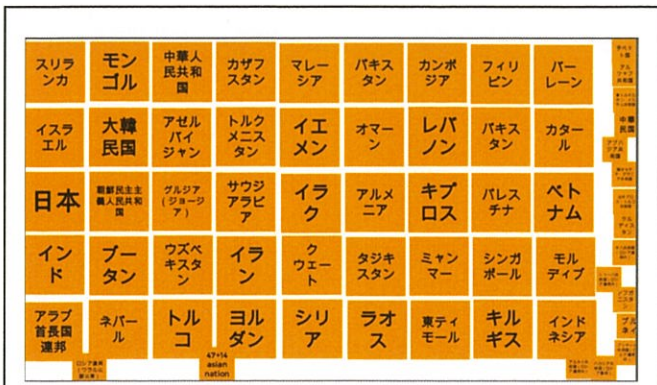 スリラ
ンカ
モン
ゴル
中華人
民共和
国
カザフ
スタン
マレー
シア
パキス
タン
カンボ
ジア
フィリ
ピン
バー
レーン
イスラ
エル
大韓
民国
アゼル
バイ
ジャン
トルク
メニス
タン
イエ
メン
オマー
ン
レバ
ノン
パキス
タン
カター
ル
中華
民国
日本
朝鮮民主主
義人民共和
国
グルジア
(ジョージ
ア)
サウジ
アラビ
ア
イラ
ク
アルメ
ニア
キプ
ロス
パレス
チナ
ベト
ナム
インド
ブー
タン
ウズベ
キスタ
ン
イラ
ン
ク
ウェー
ト
タジキ
スタン
ミャン
マー
シンガ
ポール
モル
ディブ
アラブ
首長国
連邦
ネパー
ル
トル
コ
ヨル
ダン
シリ
ア
ラオ
ス
東ティ
モール
キル
ギス
インド
ネシア
47+14
asian
nation